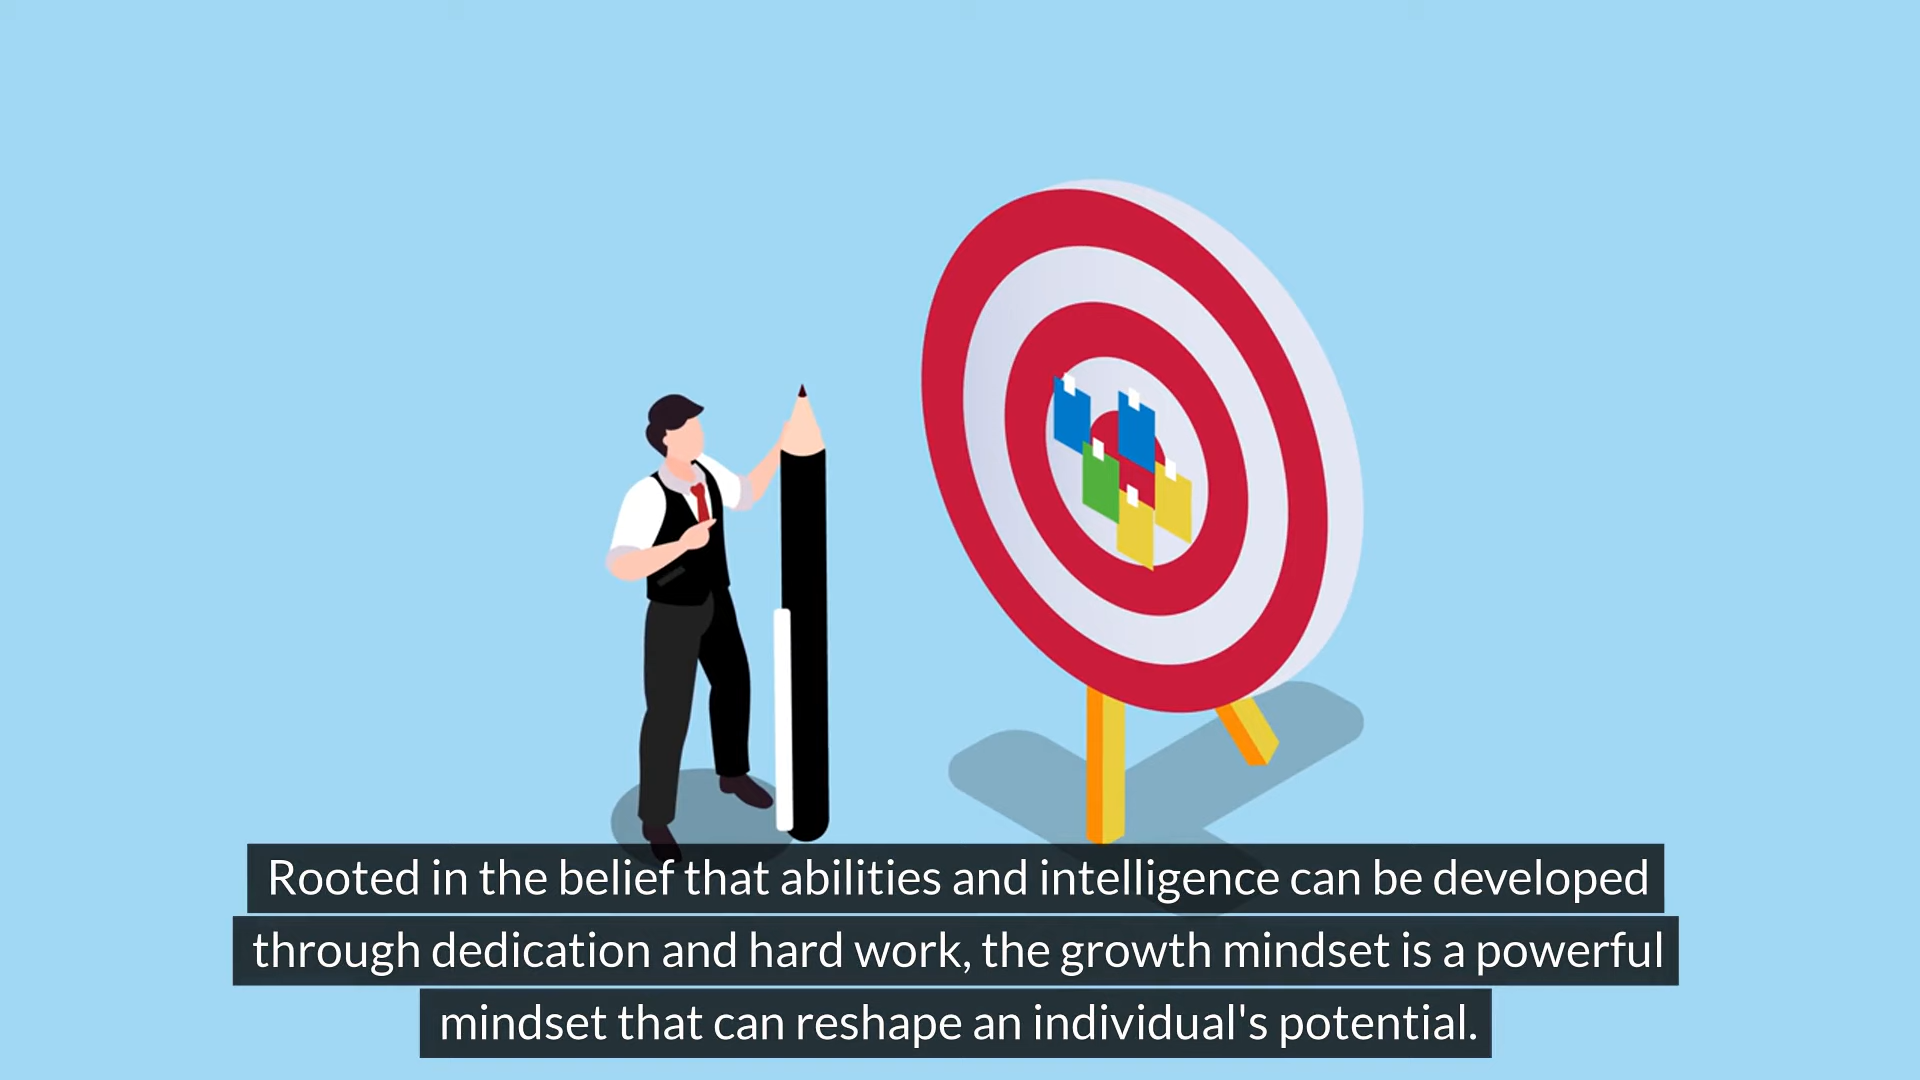 Rooted in the belief that abilities and intelligence can be developed
through dedication and hard work, the growth mindset is a powerful
mindset that can reshape an individual's potential.